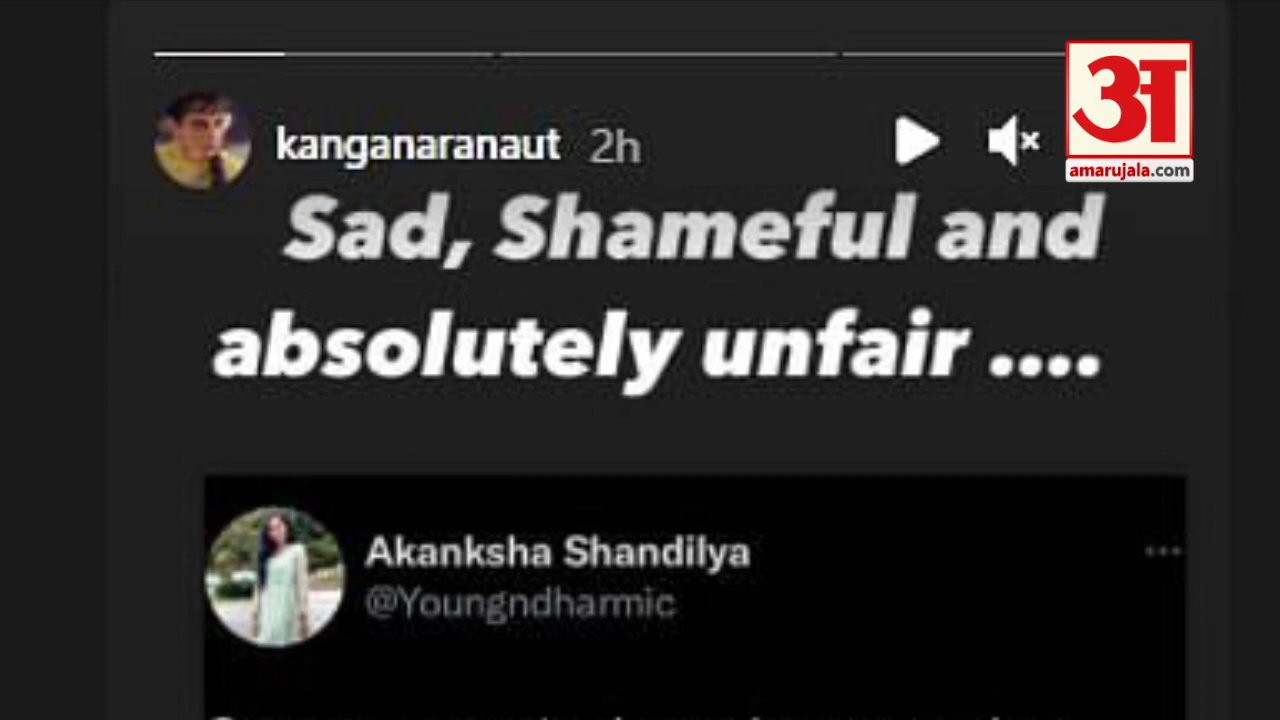 kanganaranaut 2h
अ
amarujala.com
Sad, Shameful and
absolutely unfair ....
Akanksha Shandilya
@Youngndharmic